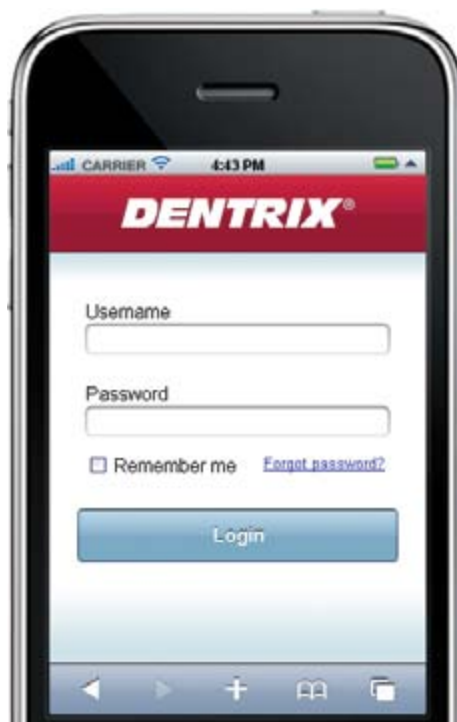 CARRIER 4:43 PM
DENTRIX®
Username
Password
Remember me Forgot password?
Login